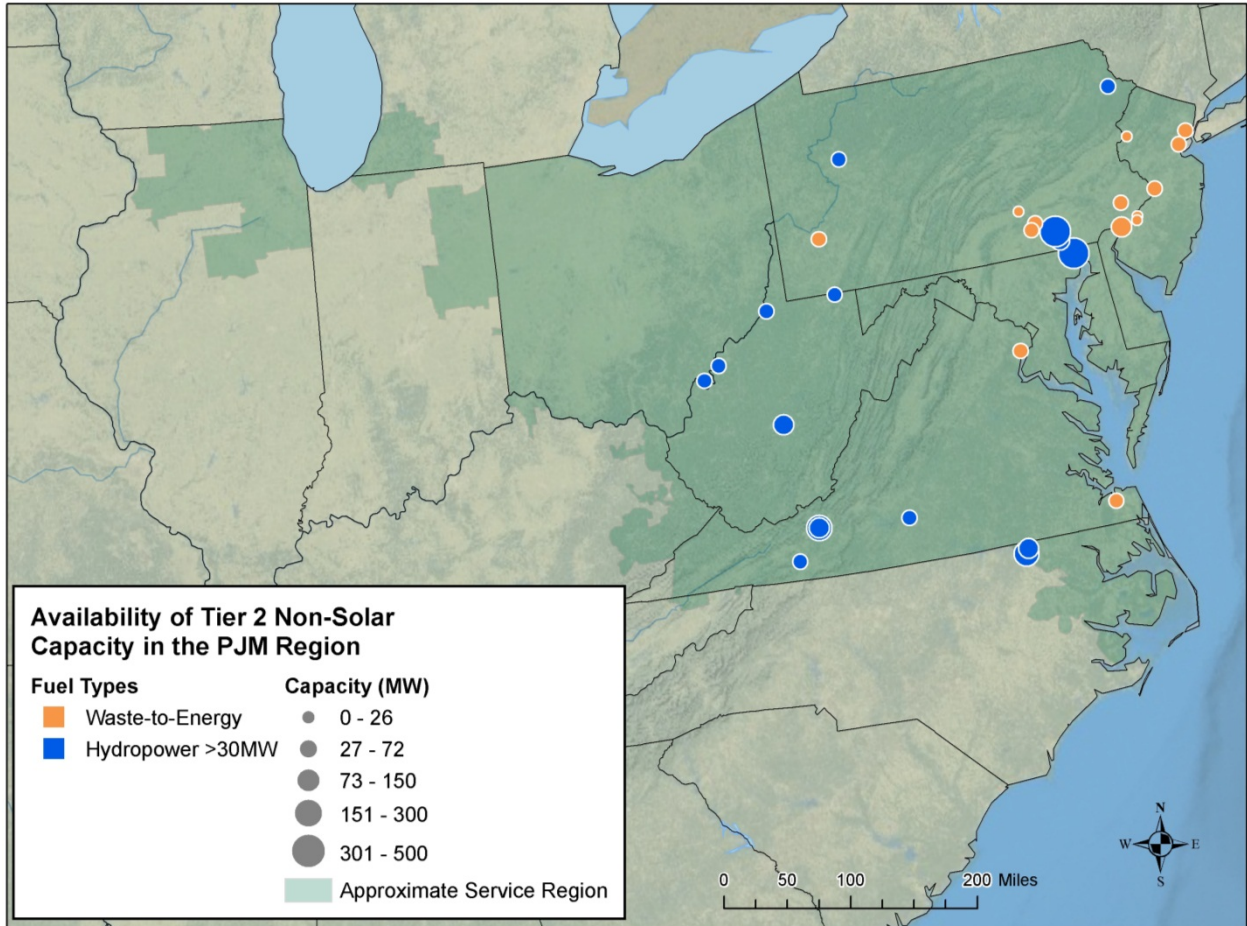 Availability of Tier 2 Non-Solar
Capacity in the PJM Region
Fuel Types
Waste-to-Energy
Hydropower >30MW
Capacity (MW)
0 - 26
27 - 72
73 - 150
151 - 300
301 - 500
Approximate Service Region
0 50 100 200 Miles
N
W E
S